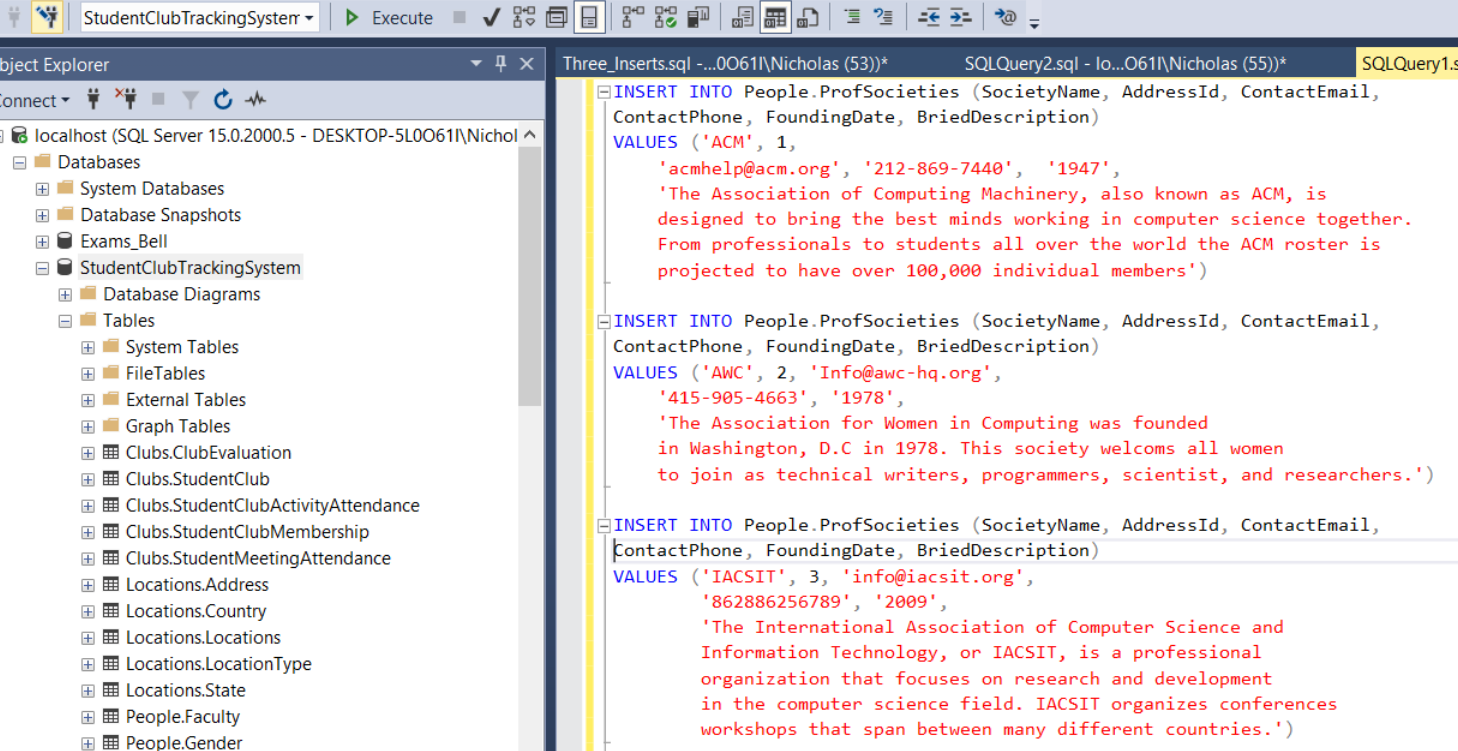 StudentClubTrackingSystem
Execute
Object Explorer
Connect
localhost (SQL Server 15.0.2000.5 - DESKTOP-5L0O61I\Nichol
Databases
System Databases
Database Snapshots
Exams_Bell
StudentClubTrackingSystem
Database Diagrams
Tables
System Tables
FileTables
External Tables
Graph Tables
Clubs.ClubEvaluation
Clubs.StudentClub
Clubs.StudentClubActivityAttendance
Clubs.StudentClubMembership
Clubs.StudentMeetingAttendance
Locations.Address
Locations.Country
Locations.Locations
Locations.LocationType
Locations.State
People.Faculty
People.Gender
Three_Inserts.sql -...0O61I\Nicholas (53))*
SQLQuery2.sql - lo...O61I\Nicholas (55))*
SQLQuery1.s
INSERT INTO People.ProfSocieties (SocietyName, AddressId, ContactEmail,
ContactPhone, FoundingDate, BriedDescription)
VALUES ('ACM', 1,
'acmhelp@acm.org', '212-869-7440', '1947',
'The Association of Computing Machinery, also known as ACM, is
designed to bring the best minds working in computer science together.
From professionals to students all over the world the ACM roster is
projected to have over 100,000 individual members')
INSERT INTO People.ProfSocieties (SocietyName, AddressId, ContactEmail,
ContactPhone, FoundingDate, BriedDescription)
VALUES ('AWC', 2, 'Info@awc-hq.org',
'415-905-4663', '1978',
'The Association for Women in Computing was founded
in Washington, D.C in 1978. This society welcoms all women
to join as technical writers, programmers, scientist, and researchers.')
INSERT INTO People.ProfSocieties (SocietyName, AddressId, ContactEmail,
ContactPhone, FoundingDate, BriedDescription)
VALUES ('IACSIT', 3, 'info@iacsit.org',
'862886256789', '2009',
'The International Association of Computer Science and
Information Technology, or IACSIT, is a professional
organization that focuses on research and development
in the computer science field. IACSIT organizes conferences
workshops that span between many different countries.')